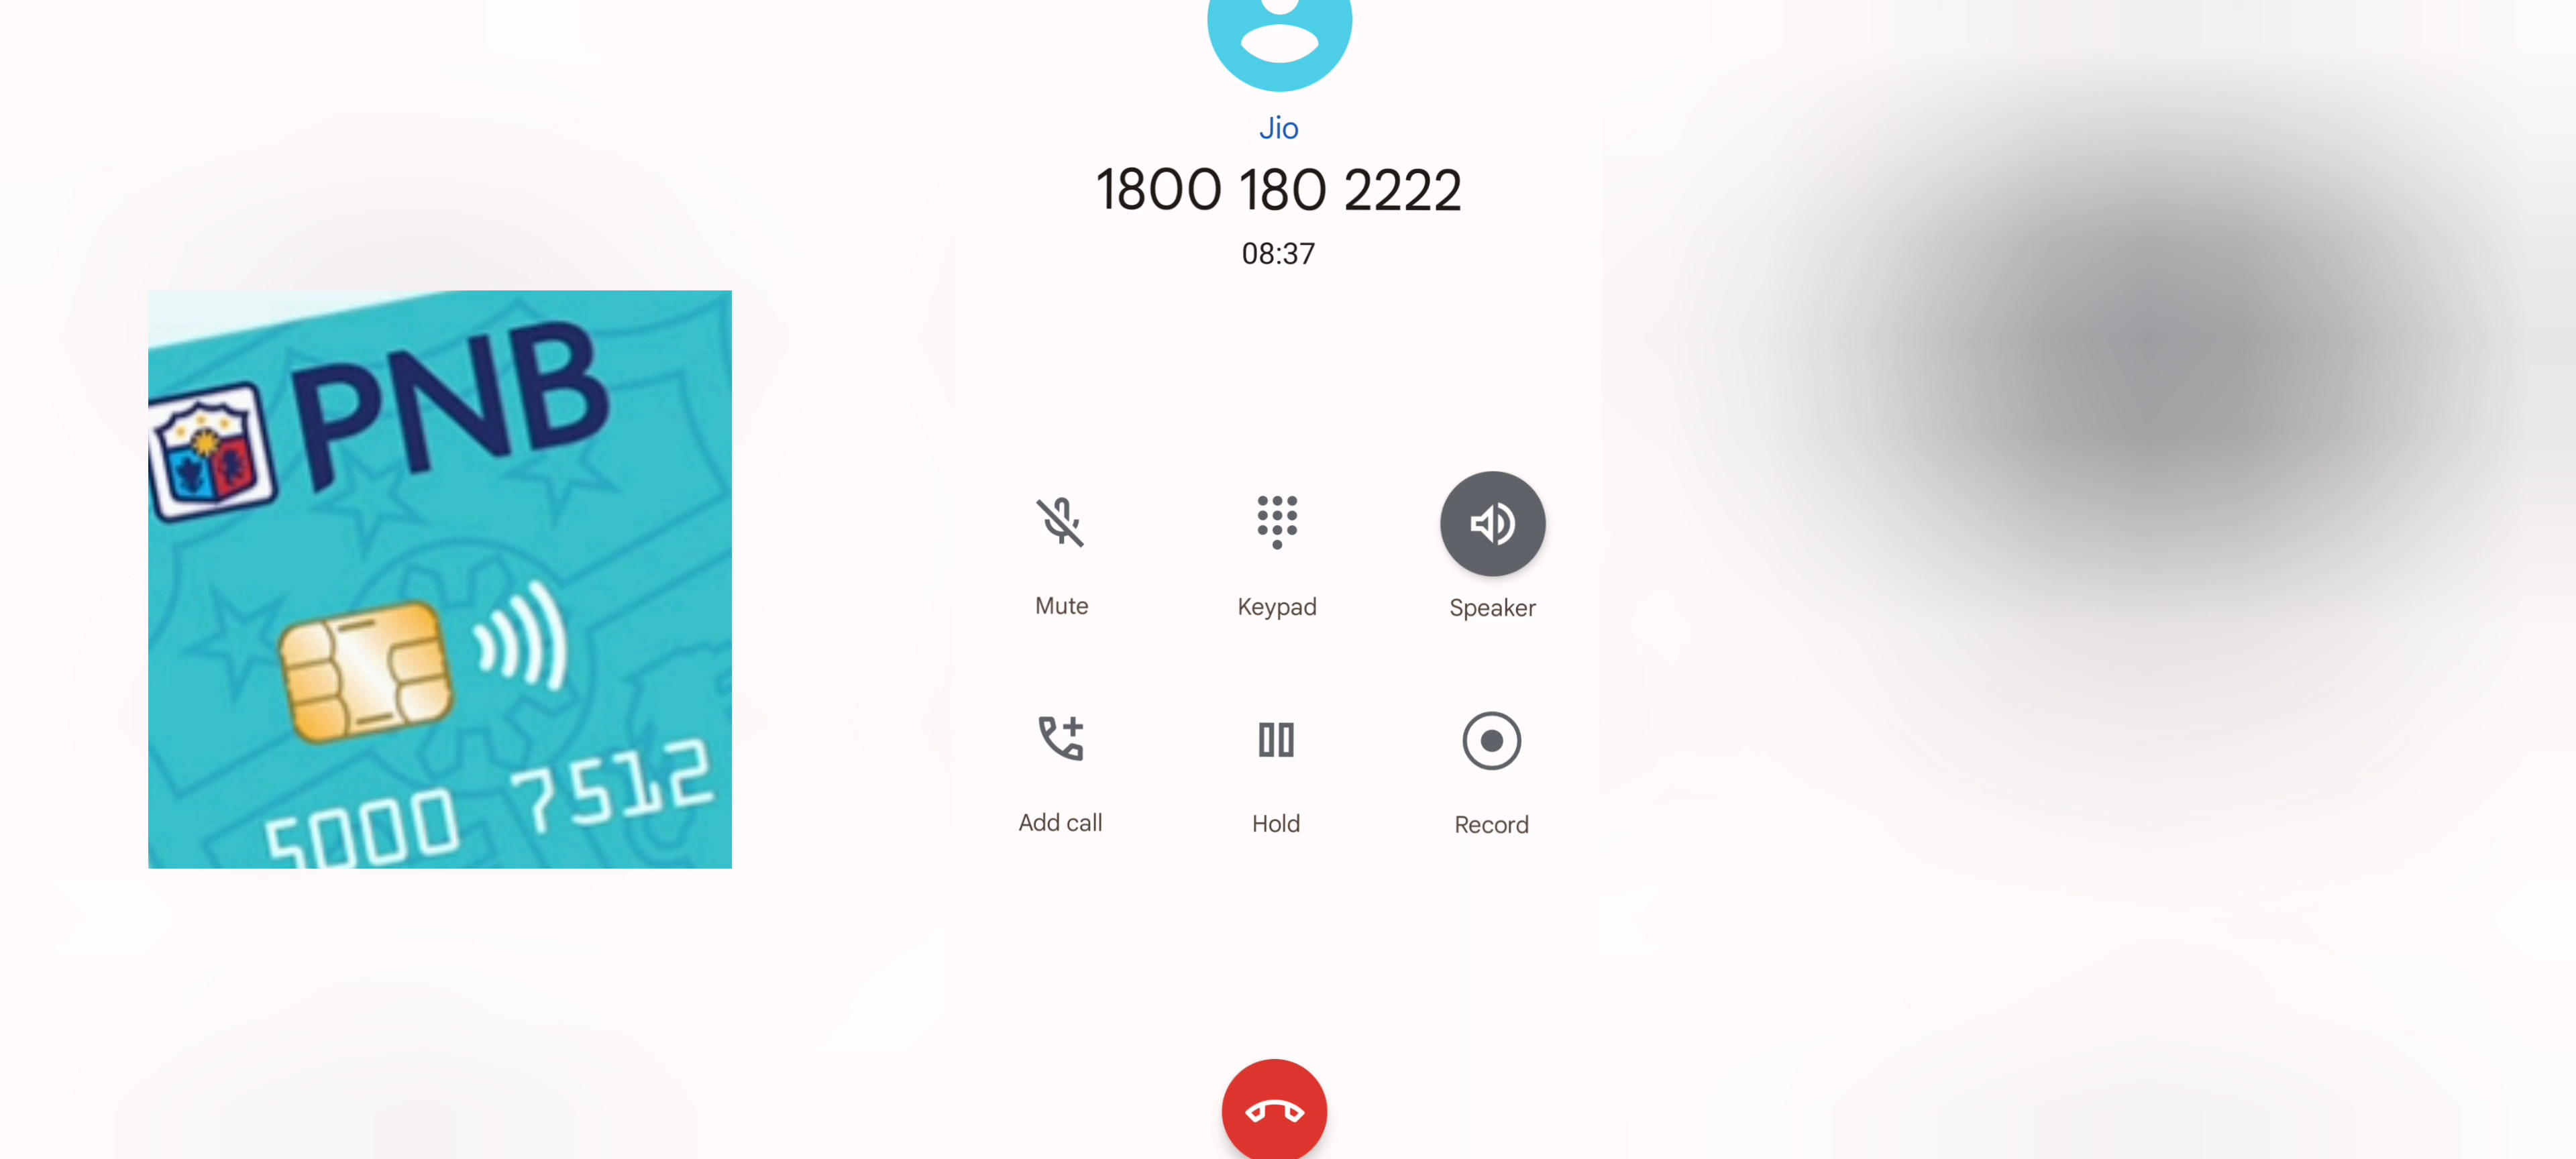 PNB
5000 7512
Jio
1800 180 2222
08:37
Mute Keypad Speaker
Add call Hold Record